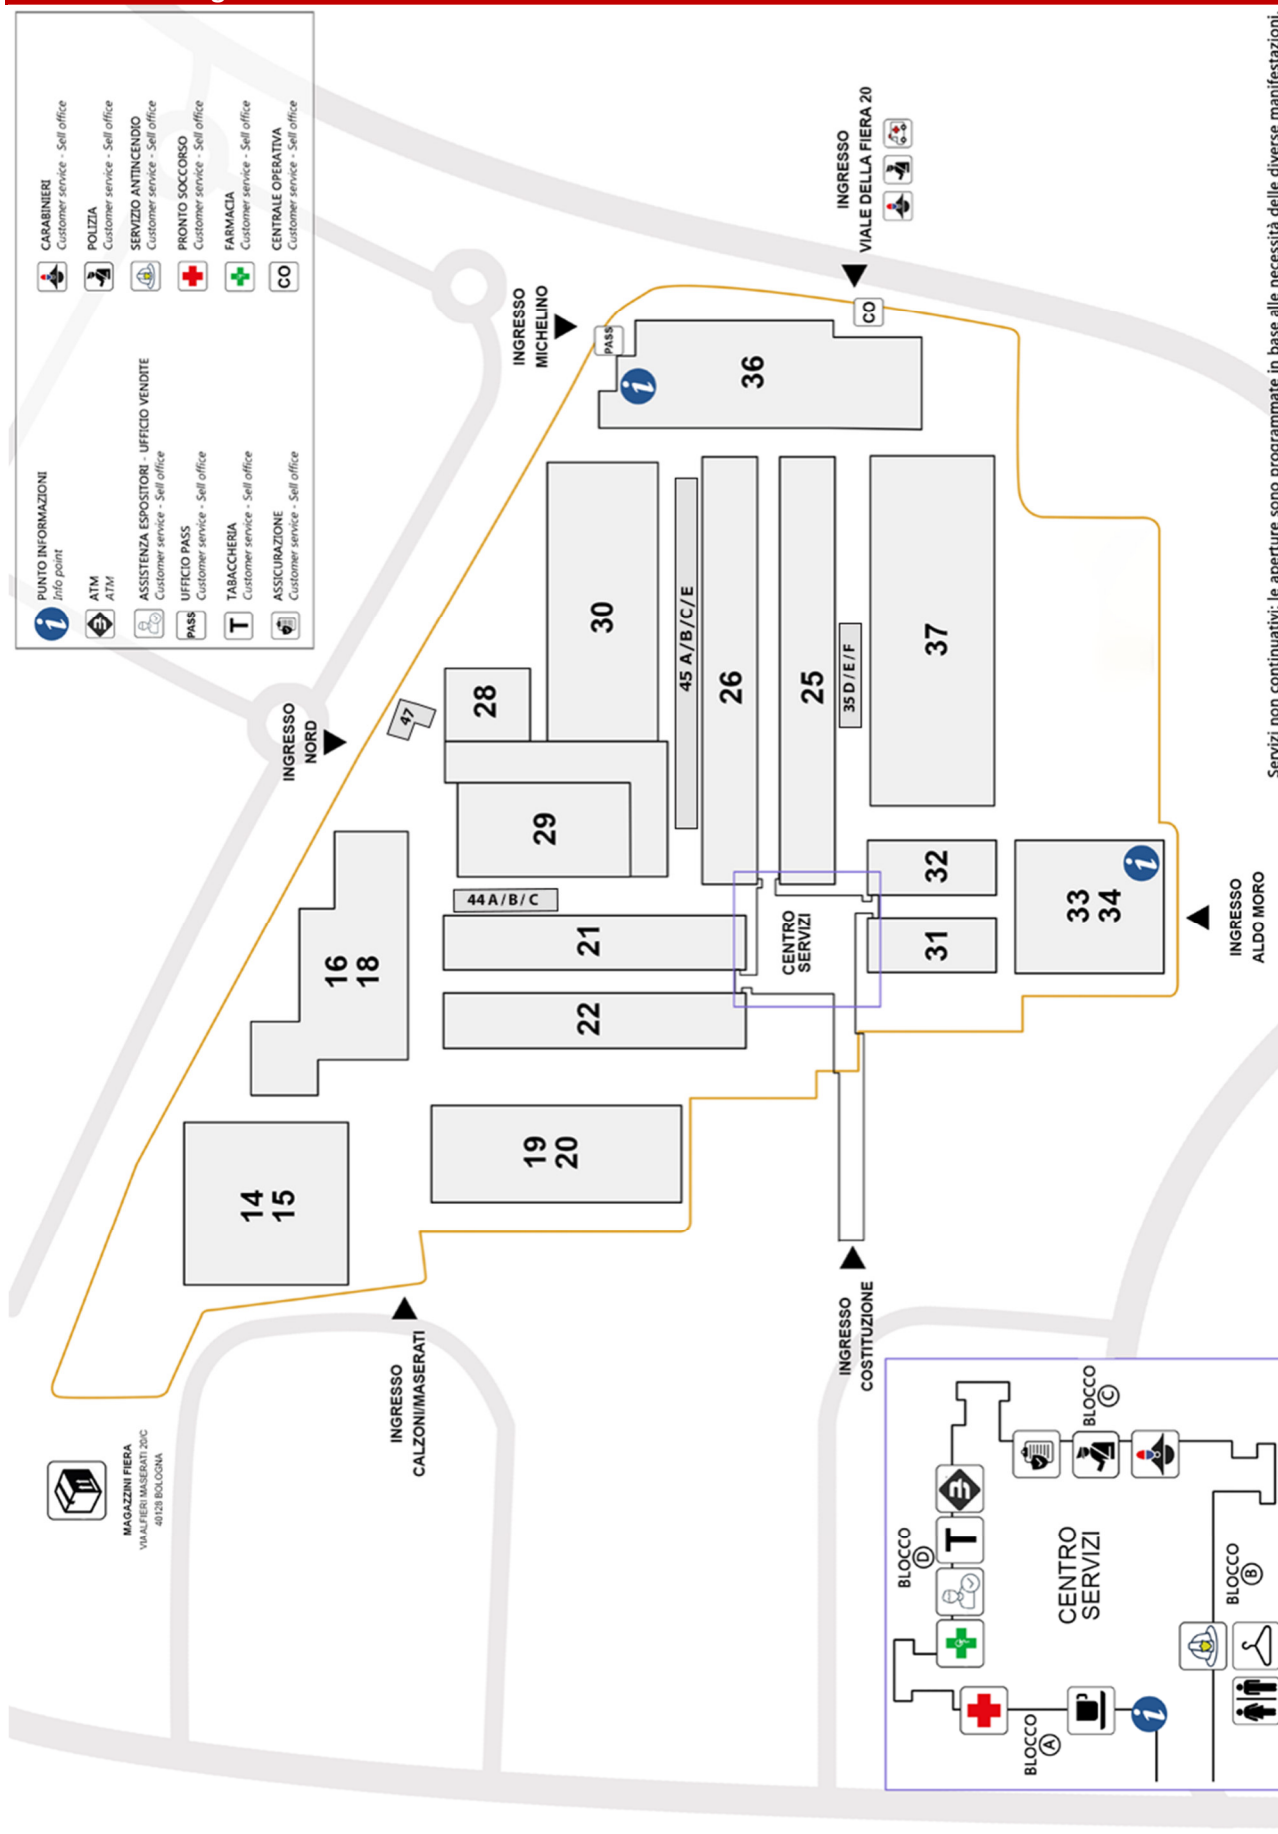 PUNTO INFORMAZIONI
Info point
ATM
ATM
ASSISTENZA ESPOSITORI - UFFICIO VENDITE
Customer service - Sell office
PASS
UFFICIO PASS
Customer service - Sell office
T
TABACCHERIA
Customer service - Sell office
ASSICURAZIONE
Customer service - Sell office
CARABINIERI
Customer service - Sell office
POLIZIA
Customer service - Sell office
SERVIZIO ANTINCENDIO
Customer service - Sell office
PRONTO SOCCORSO
Customer service - Sell office
FARMACIA
Customer service - Sell office
CO
CENTRALE OPERATIVA
Customer service - Sell office
MAGAZZINI FIERA
VIA ALFIERI MASERATI 20/C
40128 BOLOGNA
INGRESSO
NORD
INGRESSO
MICHELINO
INGRESSO
VIALE DELLA FIERA 20
INGRESSO
CALZONI/MASERATI
INGRESSO
COSTITUZIONE
INGRESSO
ALDO MORO
14
15
16
18
19
20
22
21
44 A / B / C
29
28
47
30
45 A / B / C / E
26
25
35 D / E / F
37
36
PASS
i
CO
32
31
33
34
i
CENTRO
SERVIZI
BLOCCO
D
T
BLOCCO
C
BLOCCO
A
BLOCCO
B
i
CENTRO
SERVIZI
Servizi non continuativi: le aperture sono programmate in base alle necessità delle diverse manifestazioni.